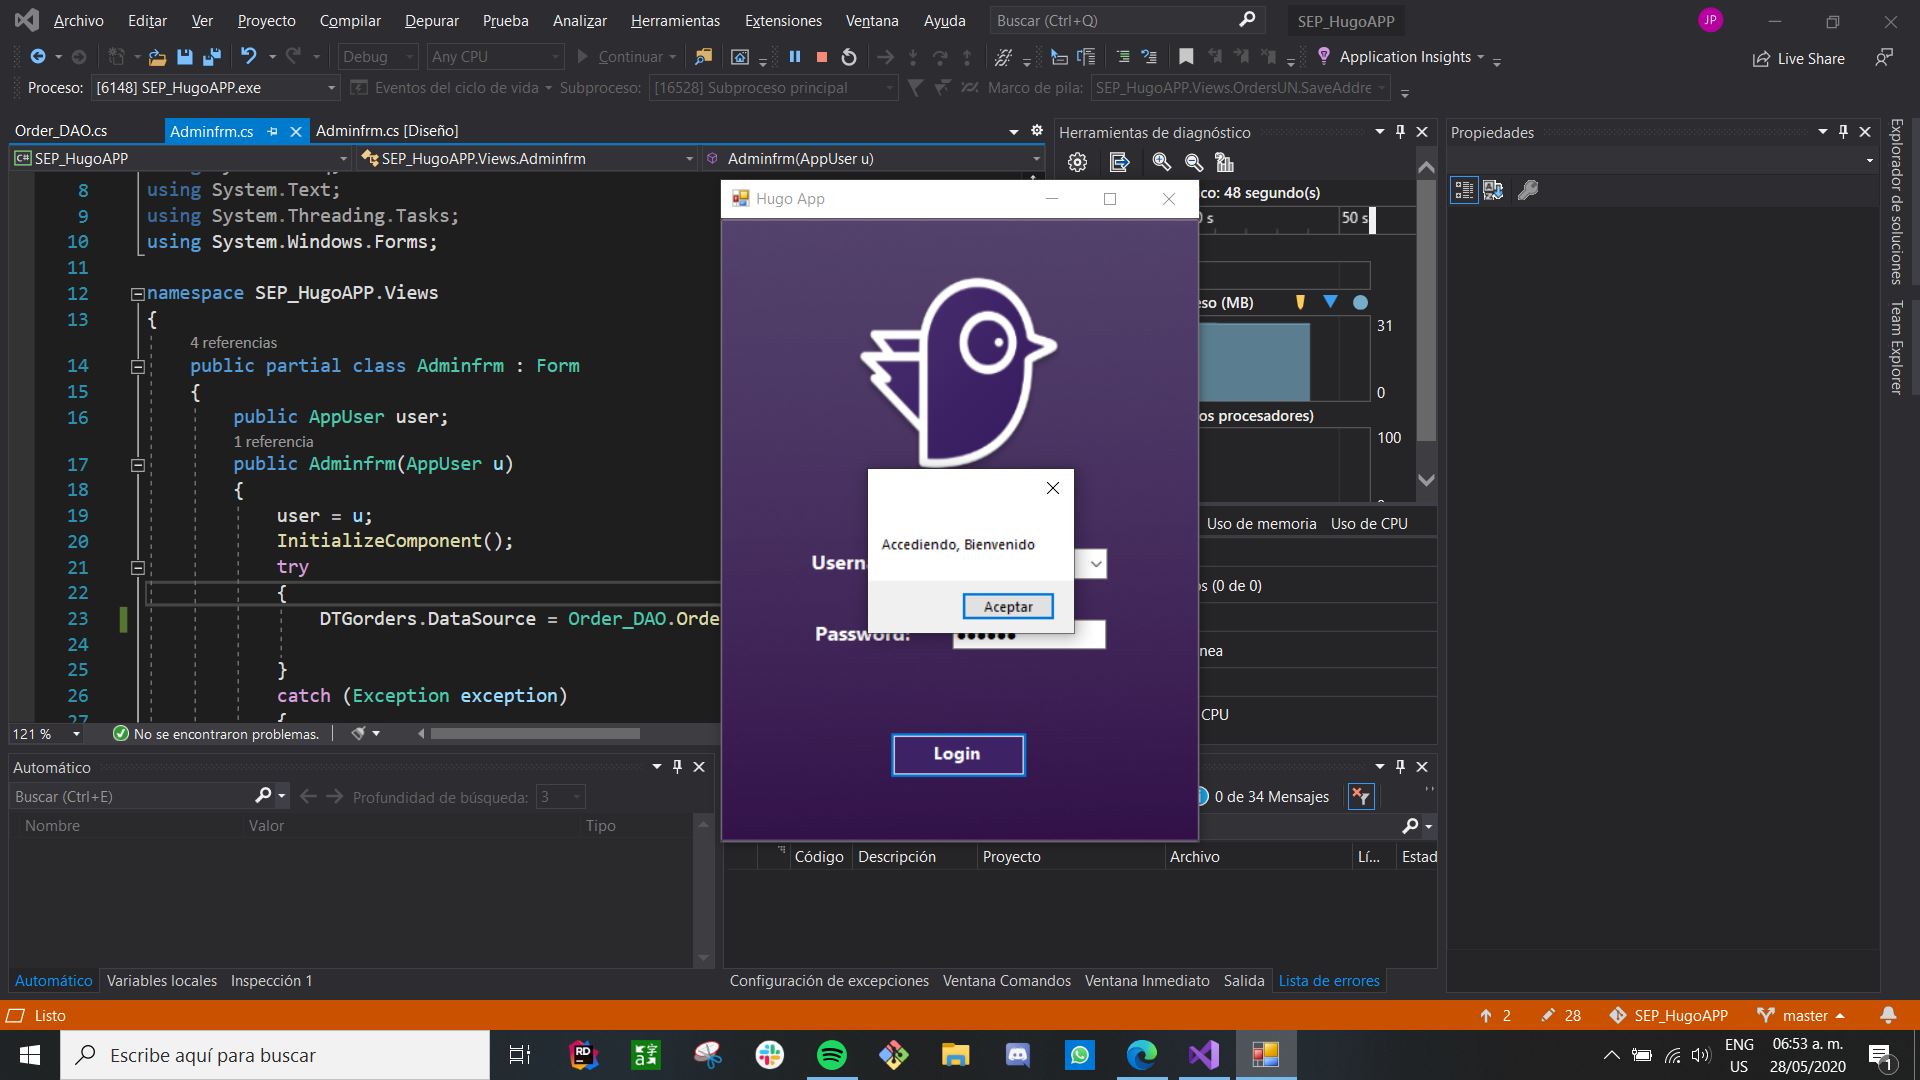 Archivo Editar Ver Proyecto Compilar Depurar Prueba Analizar Herramientas Extensiones Ventana Ayuda Buscar (Ctrl+Q) SEP_HugoAPP JP
Debug Any CPU Continuar Application Insights Live Share
Proceso: [6148] SEP_HugoAPP.exe Eventos del ciclo de vida Subproceso: [16528] Subproceso principal Marco de pila: SEP_HugoAPP.Views.OrdersUN.SaveAddre
Order_DAO.cs Adminfrm.cs Adminfrm.cs [Diseño]
SEP_HugoAPP SEP_HugoAPP.Views.Adminfrm Adminfrm(AppUser u)
8 using System.Text;
9 using System.Threading.Tasks;
10 using System.Windows.Forms;
11
12 namespace SEP_HugoAPP.Views
13 {
4 referencias
14 public partial class Adminfrm : Form
15 {
16 public AppUser user;
1 referencia
17 public Adminfrm(AppUser u)
18 {
19 user = u;
20 InitializeComponent();
21 try
22 {
23 DTGorders.DataSource = Order_DAO.Orde
24
25 }
26 catch (Exception exception)
27 {
121 % No se encontraron problemas.
Hugo App
Accediendo, Bienvenido
Aceptar
Usern
Password:
Login
Herramientas de diagnóstico
co: 48 segundo(s)
s 50 s
eso (MB)
31
0
os procesadores)
100
Uso de memoria Uso de CPU
s (0 de 0)
nea
CPU
Propiedades
Explorador de soluciones
Team Explorer
Automático
Buscar (Ctrl+E) Profundidad de búsqueda: 3
Nombre Valor Tipo
Automático Variables locales Inspección 1
0 de 34 Mensajes
Código Descripción Proyecto Archivo Lí... Estad
Configuración de excepciones Ventana Comandos Ventana Inmediato Salida Lista de errores
Listo 2 28 SEP_HugoAPP master
Escribe aquí para buscar
RD
ENG
US
06:53 a. m.
28/05/2020
1